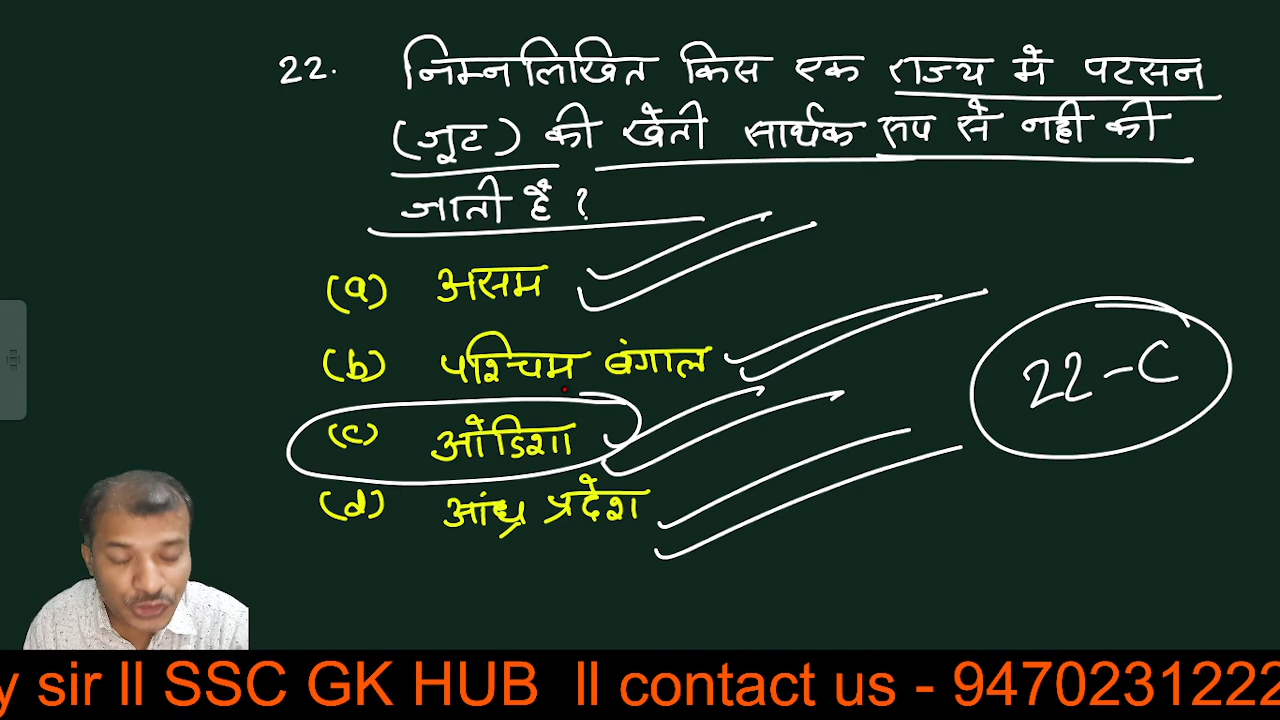 22. निम्नलिखित किस एक राज्य में पटसन
(जूट) की खेती सार्थक रूप से नही की
जाती हैं ?
(a) असम
(b) पश्चिम बंगाल
(c) ओडिशा
(d) आंध्र प्रदेश
22-C
y sir ll SSC GK HUB ll contact us - 9470231222